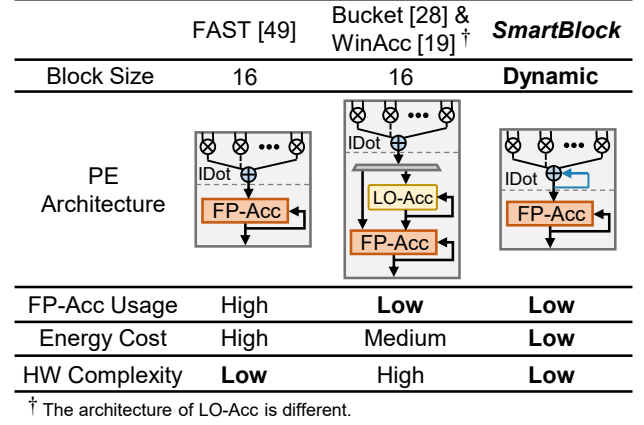 FAST [49] Bucket [28] & WinAcc [19] † SmartBlock
Block Size 16 16 Dynamic
PE Architecture
IDot
FP-Acc
IDot
LO-Acc
FP-Acc
IDot
FP-Acc
FP-Acc Usage High Low Low
Energy Cost High Medium Low
HW Complexity Low High Low
† The architecture of LO-Acc is different.